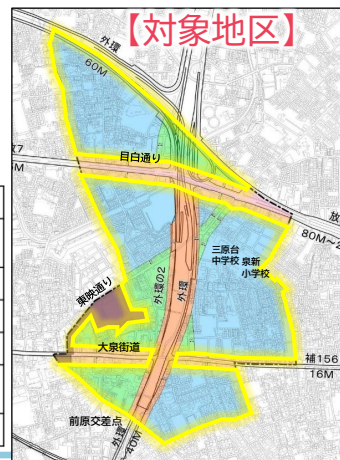 【対象地区】
外環
60M
放7
目白通り
放
80M～
三原台
中学校
泉新
小学校
東映通り
外環の2
外環
大泉街道
補156
16M
前原交差点
外環
40M